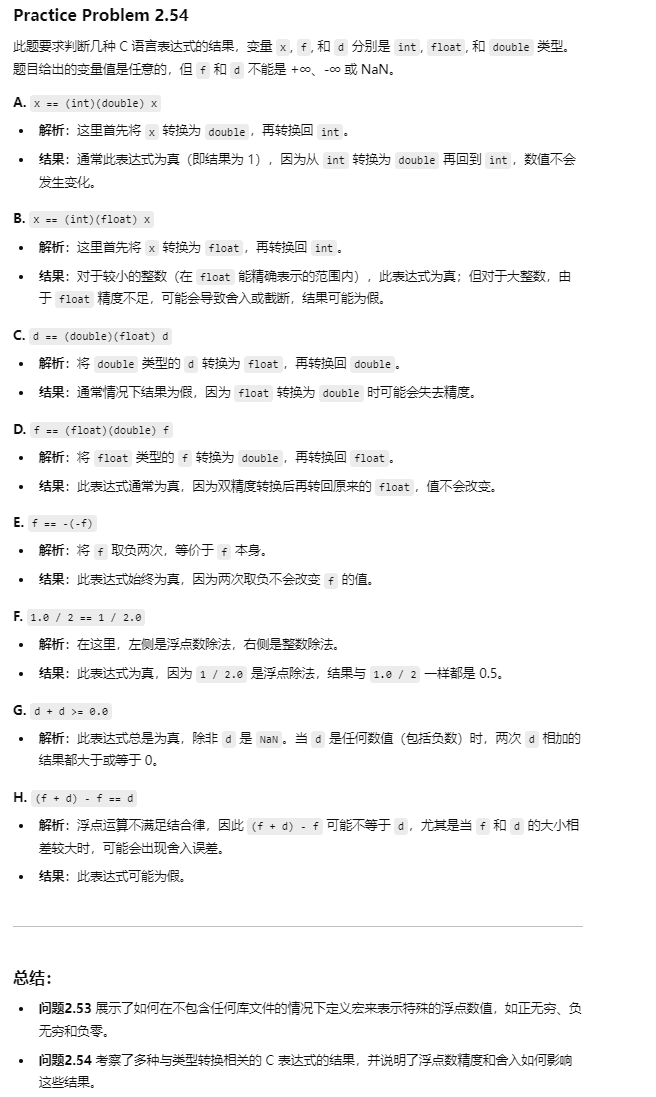 Practice Problem 2.54
此题要求判断几种 C 语言表达式的结果，变量 x, f, 和 d 分别是 int, float, 和 double 类型。
题目给出的变量值是任意的，但 f 和 d 不能是 +∞、-∞ 或 NaN。
A. x == (int)(double) x
• 解析：这里首先将 x 转换为 double，再转换回 int。
• 结果：通常此表达式为真（即结果为 1），因为从 int 转换为 double 再回到 int，数值不会
发生变化。
B. x == (int)(float) x
• 解析：这里首先将 x 转换为 float，再转换回 int。
• 结果：对于较小的整数（在 float 能精确表示的范围内），此表达式为真；但对于大整数，由
于 float 精度不足，可能会导致舍入或截断，结果可能为假。
C. d == (double)(float) d
• 解析：将 double 类型的 d 转换为 float，再转换回 double。
• 结果：通常情况下结果为假，因为 float 转换为 double 时可能会失去精度。
D. f == (float)(double) f
• 解析：将 float 类型的 f 转换为 double，再转换回 float。
• 结果：此表达式通常为真，因为双精度转换后再转回原来的 float，值不会改变。
E. f == -(-f)
• 解析：将 f 取负两次，等价于 f 本身。
• 结果：此表达式始终为真，因为两次取负不会改变 f 的值。
F. 1.0 / 2 == 1 / 2.0
• 解析：在这里，左侧是浮点数除法，右侧是整数除法。
• 结果：此表达式为真，因为 1 / 2.0 是浮点除法，结果与 1.0 / 2 一样都是 0.5。
G. d + d >= 0.0
• 解析：此表达式总是为真，除非 d 是 NaN。当 d 是任何数值（包括负数）时，两次 d 相加的
结果都大于或等于 0。
H. (f + d) - f == d
• 解析：浮点运算不满足结合律，因此 (f + d) - f 可能不等于 d，尤其是当 f 和 d 的大小相
差较大时，可能会出现舍入误差。
• 结果：此表达式可能为假。
总结：
• 问题2.53 展示了如何在不包含任何库文件的情况下定义宏来表示特殊的浮点数值，如正无穷、负
无穷和负零。
• 问题2.54 考察了多种与类型转换相关的 C 表达式的结果，并说明了浮点数精度和舍入如何影响
这些结果。